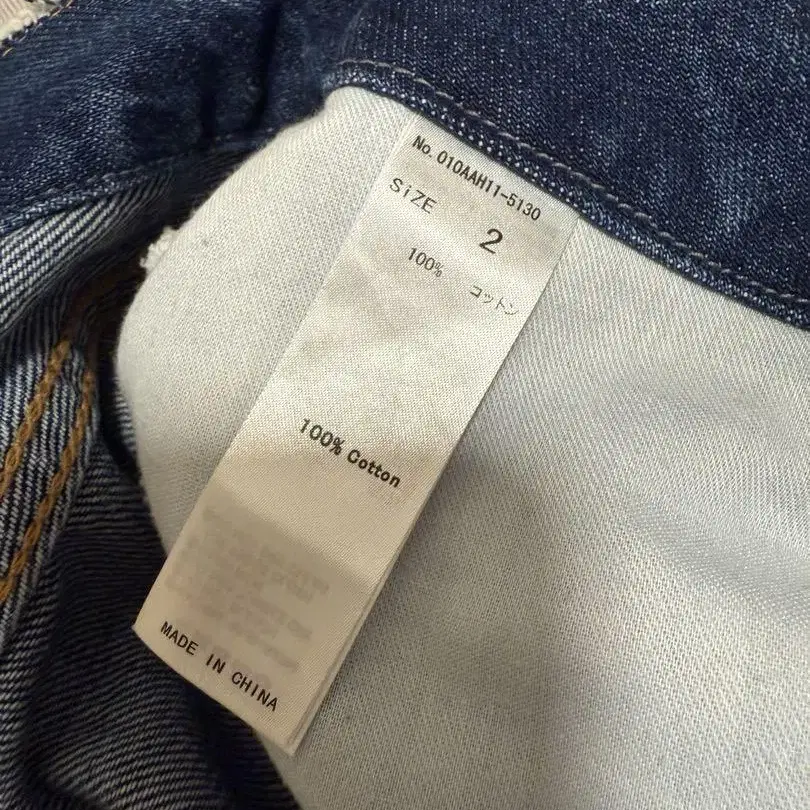 No. 010AAH11-5130
SiZE 2
100% コットン
100% Cotton
MADE IN CHINA